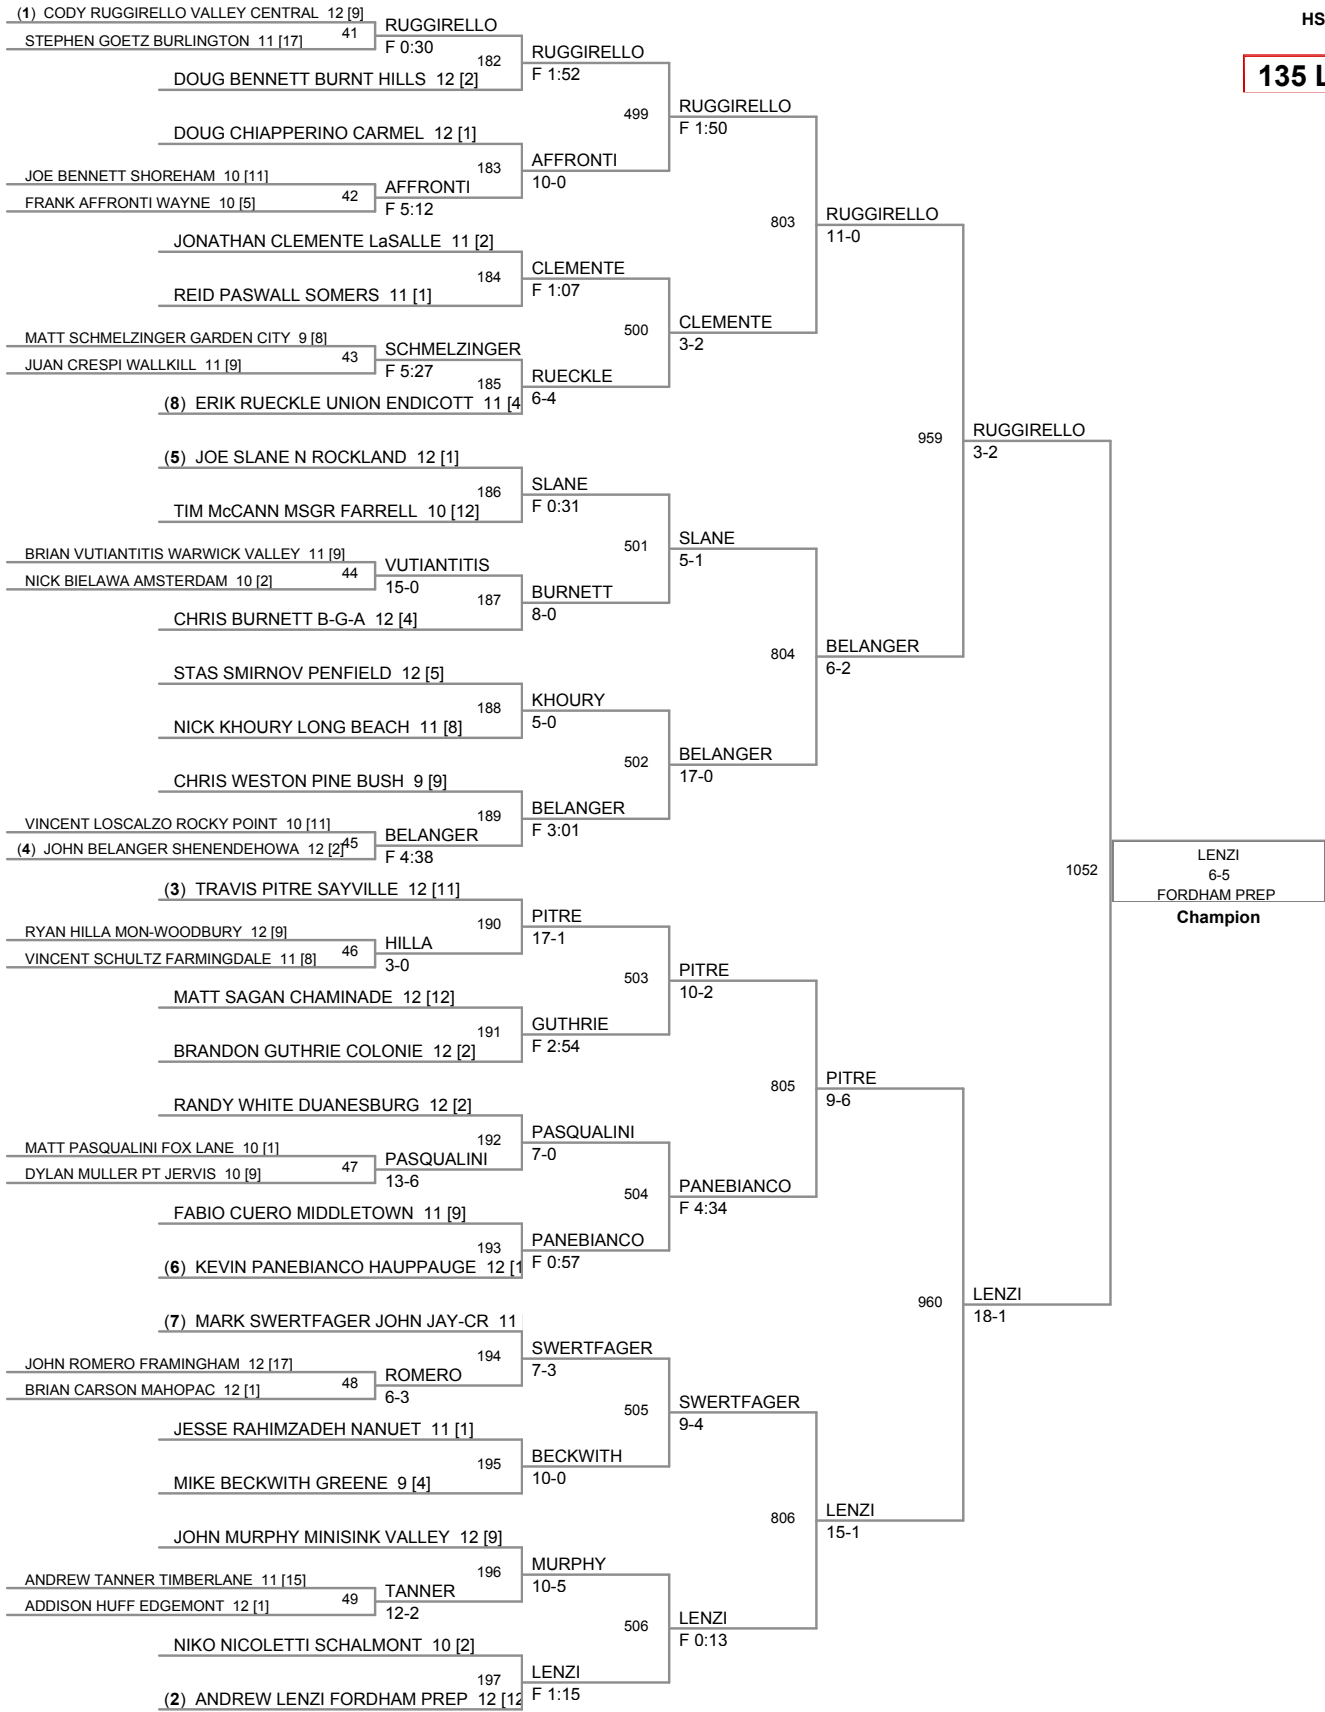 HS
135 L
(1) CODY RUGGIRELLO VALLEY CENTRAL 12 [9]
41
STEPHEN GOETZ BURLINGTON 11 [17]
RUGGIRELLO
F 0:30
182
DOUG BENNETT BURNT HILLS 12 [2]
RUGGIRELLO
F 1:52
499
RUGGIRELLO
F 1:50
DOUG CHIAPPERINO CARMEL 12 [1]
183
AFFRONTI
10-0
JOE BENNETT SHOREHAM 10 [11]
42
FRANK AFFRONTI WAYNE 10 [5]
AFFRONTI
F 5:12
803
RUGGIRELLO
11-0
JONATHAN CLEMENTE LaSALLE 11 [2]
184
REID PASWALL SOMERS 11 [1]
CLEMENTE
F 1:07
500
CLEMENTE
3-2
MATT SCHMELZINGER GARDEN CITY 9 [8]
43
JUAN CRESPI WALLKILL 11 [9]
SCHMELZINGER
F 5:27
185
(8) ERIK RUECKLE UNION ENDICOTT 11 [4
RUECKLE
6-4
959
RUGGIRELLO
3-2
(5) JOE SLANE N ROCKLAND 12 [1]
186
TIM McCANN MSGR FARRELL 10 [12]
SLANE
F 0:31
501
SLANE
5-1
BRIAN VUTIANTITIS WARWICK VALLEY 11 [9]
44
NICK BIELAWA AMSTERDAM 10 [2]
VUTIANTITIS
15-0
187
CHRIS BURNETT B-G-A 12 [4]
BURNETT
8-0
804
BELANGER
6-2
STAS SMIRNOV PENFIELD 12 [5]
188
NICK KHOURY LONG BEACH 11 [8]
KHOURY
5-0
502
BELANGER
17-0
CHRIS WESTON PINE BUSH 9 [9]
189
BELANGER
F 3:01
VINCENT LOSCALZO ROCKY POINT 10 [11]
45
(4) JOHN BELANGER SHENENDEHOWA 12 [2]
BELANGER
F 4:38
1052
LENZI
6-5
FORDHAM PREP
Champion
(3) TRAVIS PITRE SAYVILLE 12 [11]
190
PITRE
17-1
RYAN HILLA MON-WOODBURY 12 [9]
46
VINCENT SCHULTZ FARMINGDALE 11 [8]
HILLA
3-0
503
PITRE
10-2
MATT SAGAN CHAMINADE 12 [12]
191
BRANDON GUTHRIE COLONIE 12 [2]
GUTHRIE
F 2:54
805
PITRE
9-6
RANDY WHITE DUANESBURG 12 [2]
192
PASQUALINI
7-0
MATT PASQUALINI FOX LANE 10 [1]
47
DYLAN MULLER PT JERVIS 10 [9]
PASQUALINI
13-6
504
PANEBIANCO
F 4:34
FABIO CUERO MIDDLETOWN 11 [9]
193
(6) KEVIN PANEBIANCO HAUPPAUGE 12 [1
PANEBIANCO
F 0:57
960
LENZI
18-1
(7) MARK SWERTFAGER JOHN JAY-CR 11
194
SWERTFAGER
7-3
JOHN ROMERO FRAMINGHAM 12 [17]
48
BRIAN CARSON MAHOPAC 12 [1]
ROMERO
6-3
505
SWERTFAGER
9-4
JESSE RAHIMZADEH NANUET 11 [1]
195
MIKE BECKWITH GREENE 9 [4]
BECKWITH
10-0
806
LENZI
15-1
JOHN MURPHY MINISINK VALLEY 12 [9]
196
MURPHY
10-5
ANDREW TANNER TIMBERLANE 11 [15]
49
ADDISON HUFF EDGEMONT 12 [1]
TANNER
12-2
506
LENZI
F 0:13
NIKO NICOLETTI SCHALMONT 10 [2]
197
(2) ANDREW LENZI FORDHAM PREP 12 [12
LENZI
F 1:15